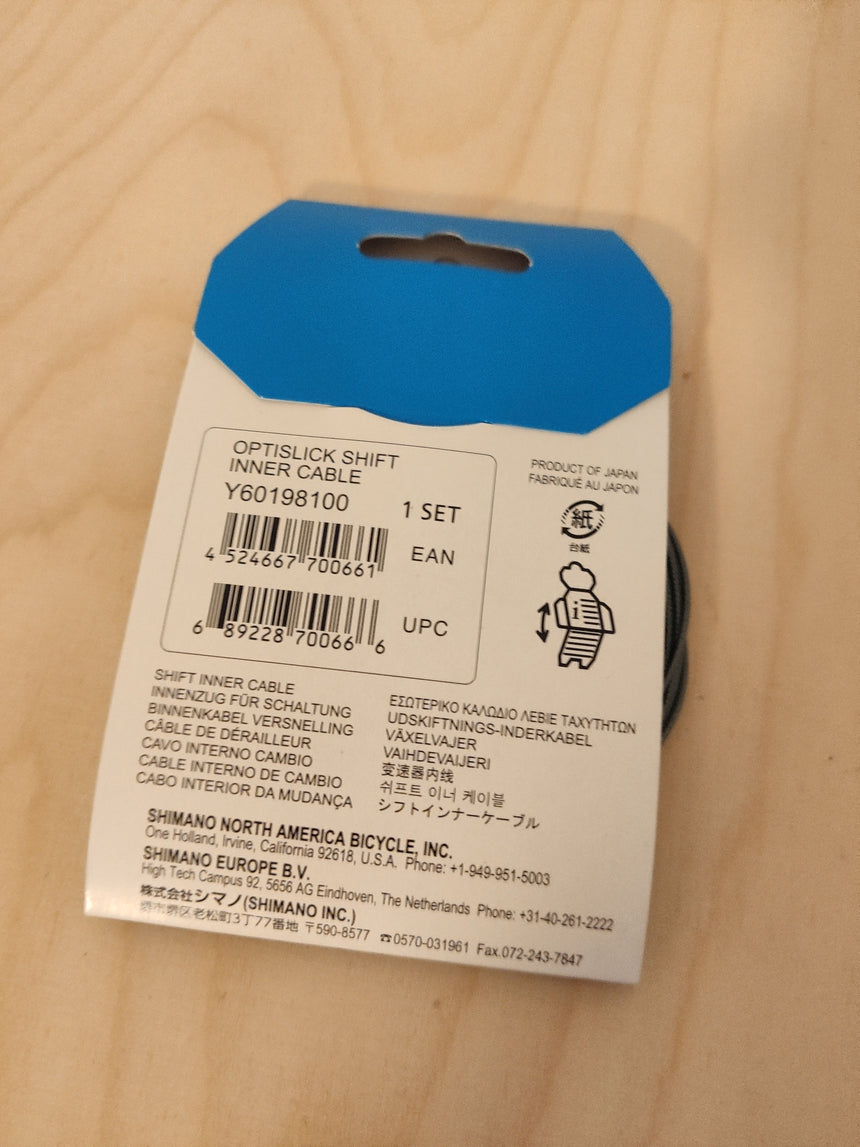 OPTISLICK SHIFT
INNER CABLE
Y60198100
1 SET
4 524667 700661
EAN
6 89228 70066 6
UPC
PRODUCT OF JAPAN
FABRIQUÉ AU JAPON
紙
台紙
i
SHIFT INNER CABLE
INNENZUG FÜR SCHALTUNG
BINNENKABEL VERSNELLING
CÂBLE DE DÉRAILLEUR
CAVO INTERNO CAMBIO
CABLE INTERNO DE CAMBIO
CABO INTERIOR DA MUDANÇA
ΕΣΩΤΕΡΙΚΟ ΚΑΛΩΔΙΟ ΛΕΒΙΕ ΤΑΧΥΤΗΤΩΝ
UDSKIFTNINGS-INDERKABEL
VÄXELVAJER
VAIHDEVAIJERI
变速器内线
쉬프트 이너 케이블
シフトインナーケーブル
SHIMANO NORTH AMERICA BICYCLE, INC.
One Holland, Irvine, California 92618, U.S.A. Phone: +1-949-951-5003
SHIMANO EUROPE B.V.
High Tech Campus 92, 5656 AG Eindhoven, The Netherlands Phone: +31-40-261-2222
株式会社シマノ(SHIMANO INC.)
堺市堺区老松町3丁77番地 〒590-8577 ☎0570-031961 Fax.072-243-7847